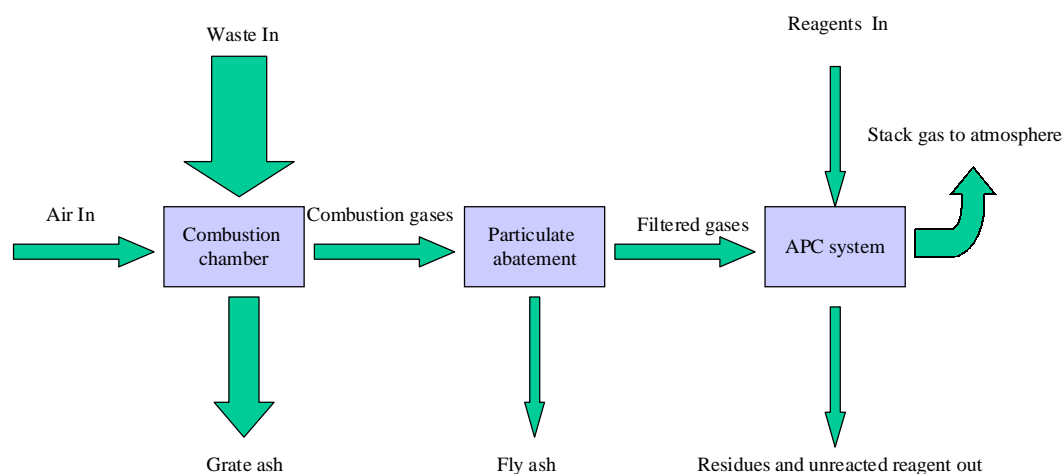 Waste In
Reagents In
Stack gas to atmosphere
Air In
Combustion
chamber
Combustion gases
Particulate
abatement
Filtered gases
APC system
Grate ash
Fly ash
Residues and unreacted reagent out